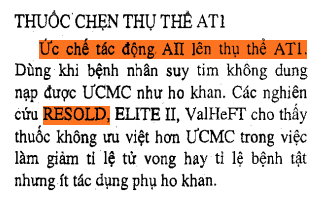 THUỐC CHẸN THỤ THỂ AT1
Ức chế tác động AII lên thụ thể AT1.
Dùng khi bệnh nhân suy tim không dung
nạp được ƯCMC như ho khan. Các nghiên
cứu RESOLD, ELITE II, ValHeFT cho thấy
thuốc không ưu việt hơn ƯCMC trong việc
làm giảm tỉ lệ tử vong hay tỉ lệ bệnh tật
nhưng ít tác dụng phụ ho khan.